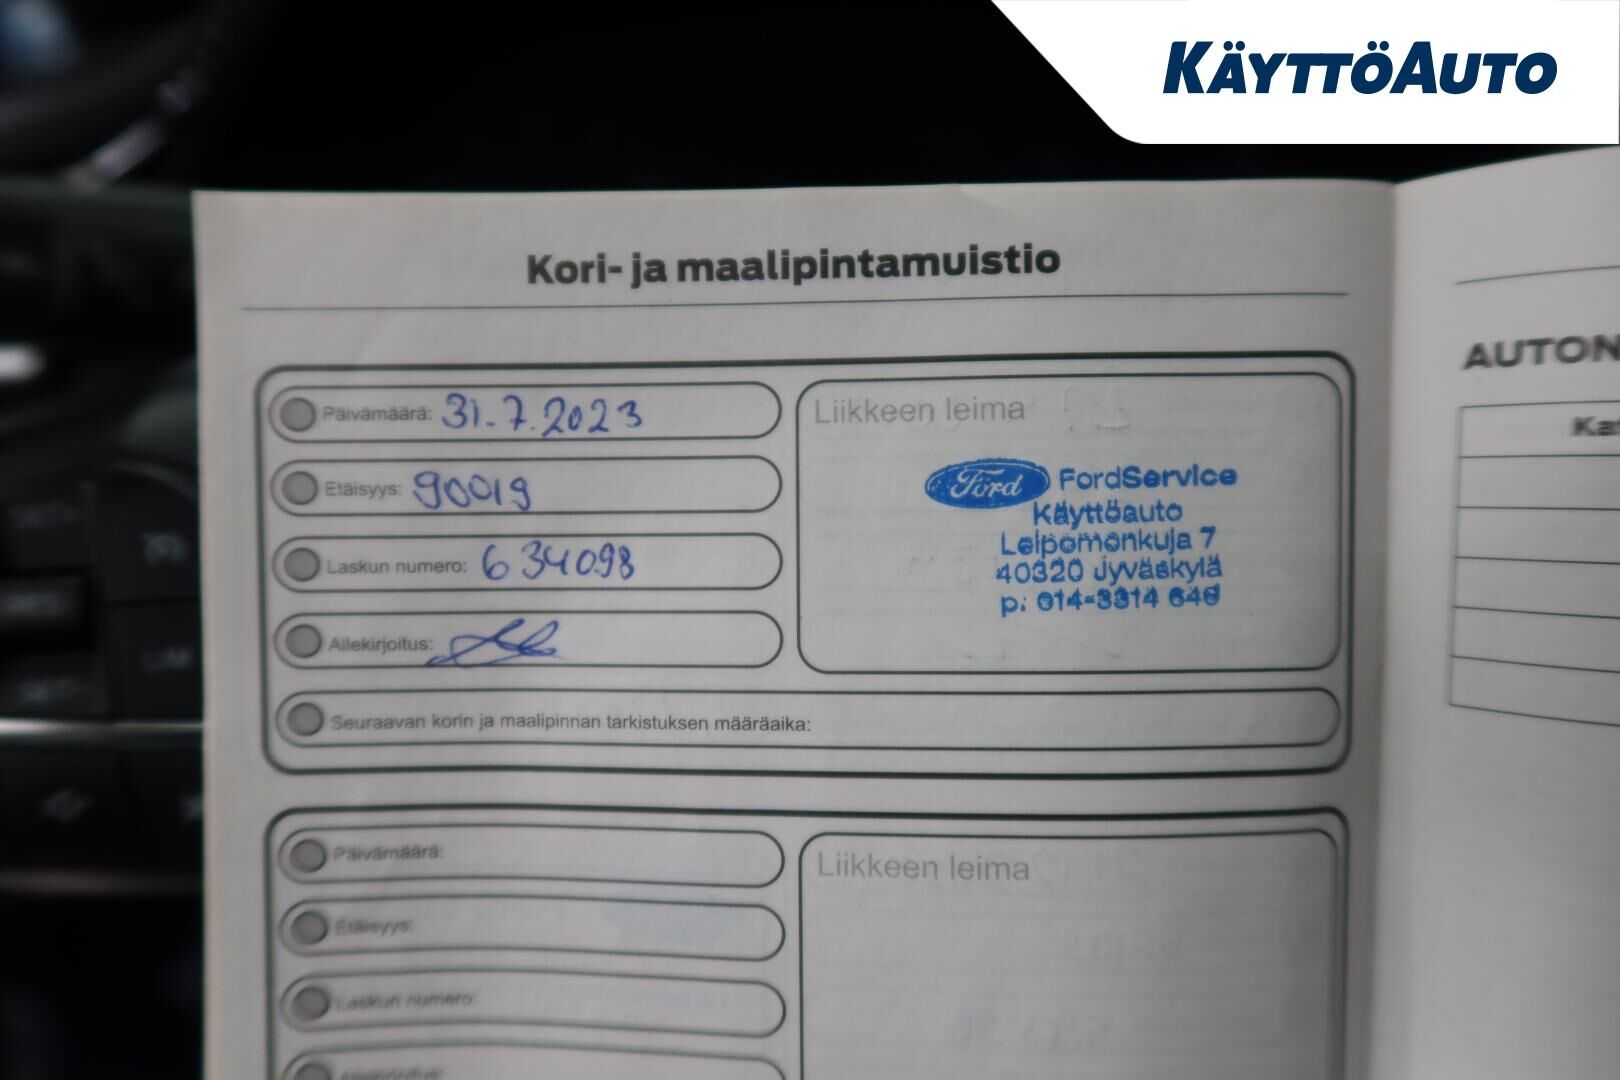 KÄYTTÖAUTO
Kori- ja maalipintamuistio
Päivämäärä: 31.7.2023
Etäisyys: 90019
Laskun numero: 634098
Allekirjoitus:
Seuraavan korin ja maalipinnan tarkistuksen määräaika:
Liikkeen leima
Ford FordService
Käyttöauto
Leipomonkuja 7
40320 Jyväskylä
p. 014-3314 646
Päivämäärä:
Etäisyys:
Laskun numero:
Allekirjoitus:
Liikkeen leima
AUTON